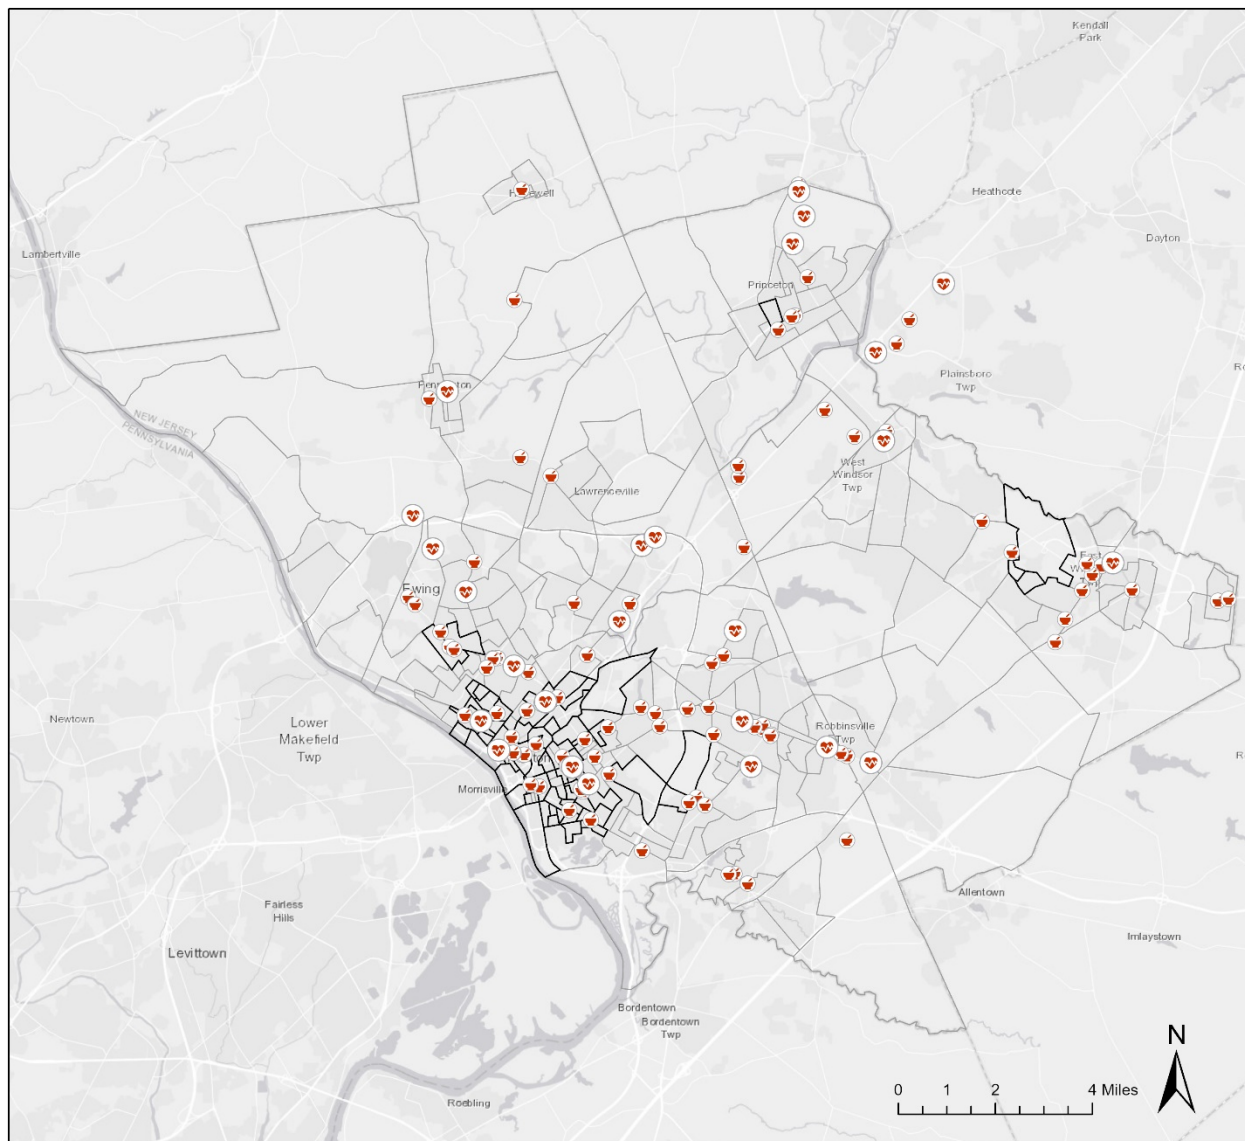 Kendall
Park
Lambertville
Heathcote
Dayton
Princeton
Plainsboro
Twp
NEW JERSEY
PENNSYLVANIA
West
Windsor
Twp
Lawrenceville
East
Ewing
Newtown
Lower
Makefield
Twp
Robbinsville
Twp
Morrisville
Allentown
Fairless
Hills
Imlaystown
Levittown
Bordentown
Bordentown
Twp
N
0 1 2 4 Miles
Roebling